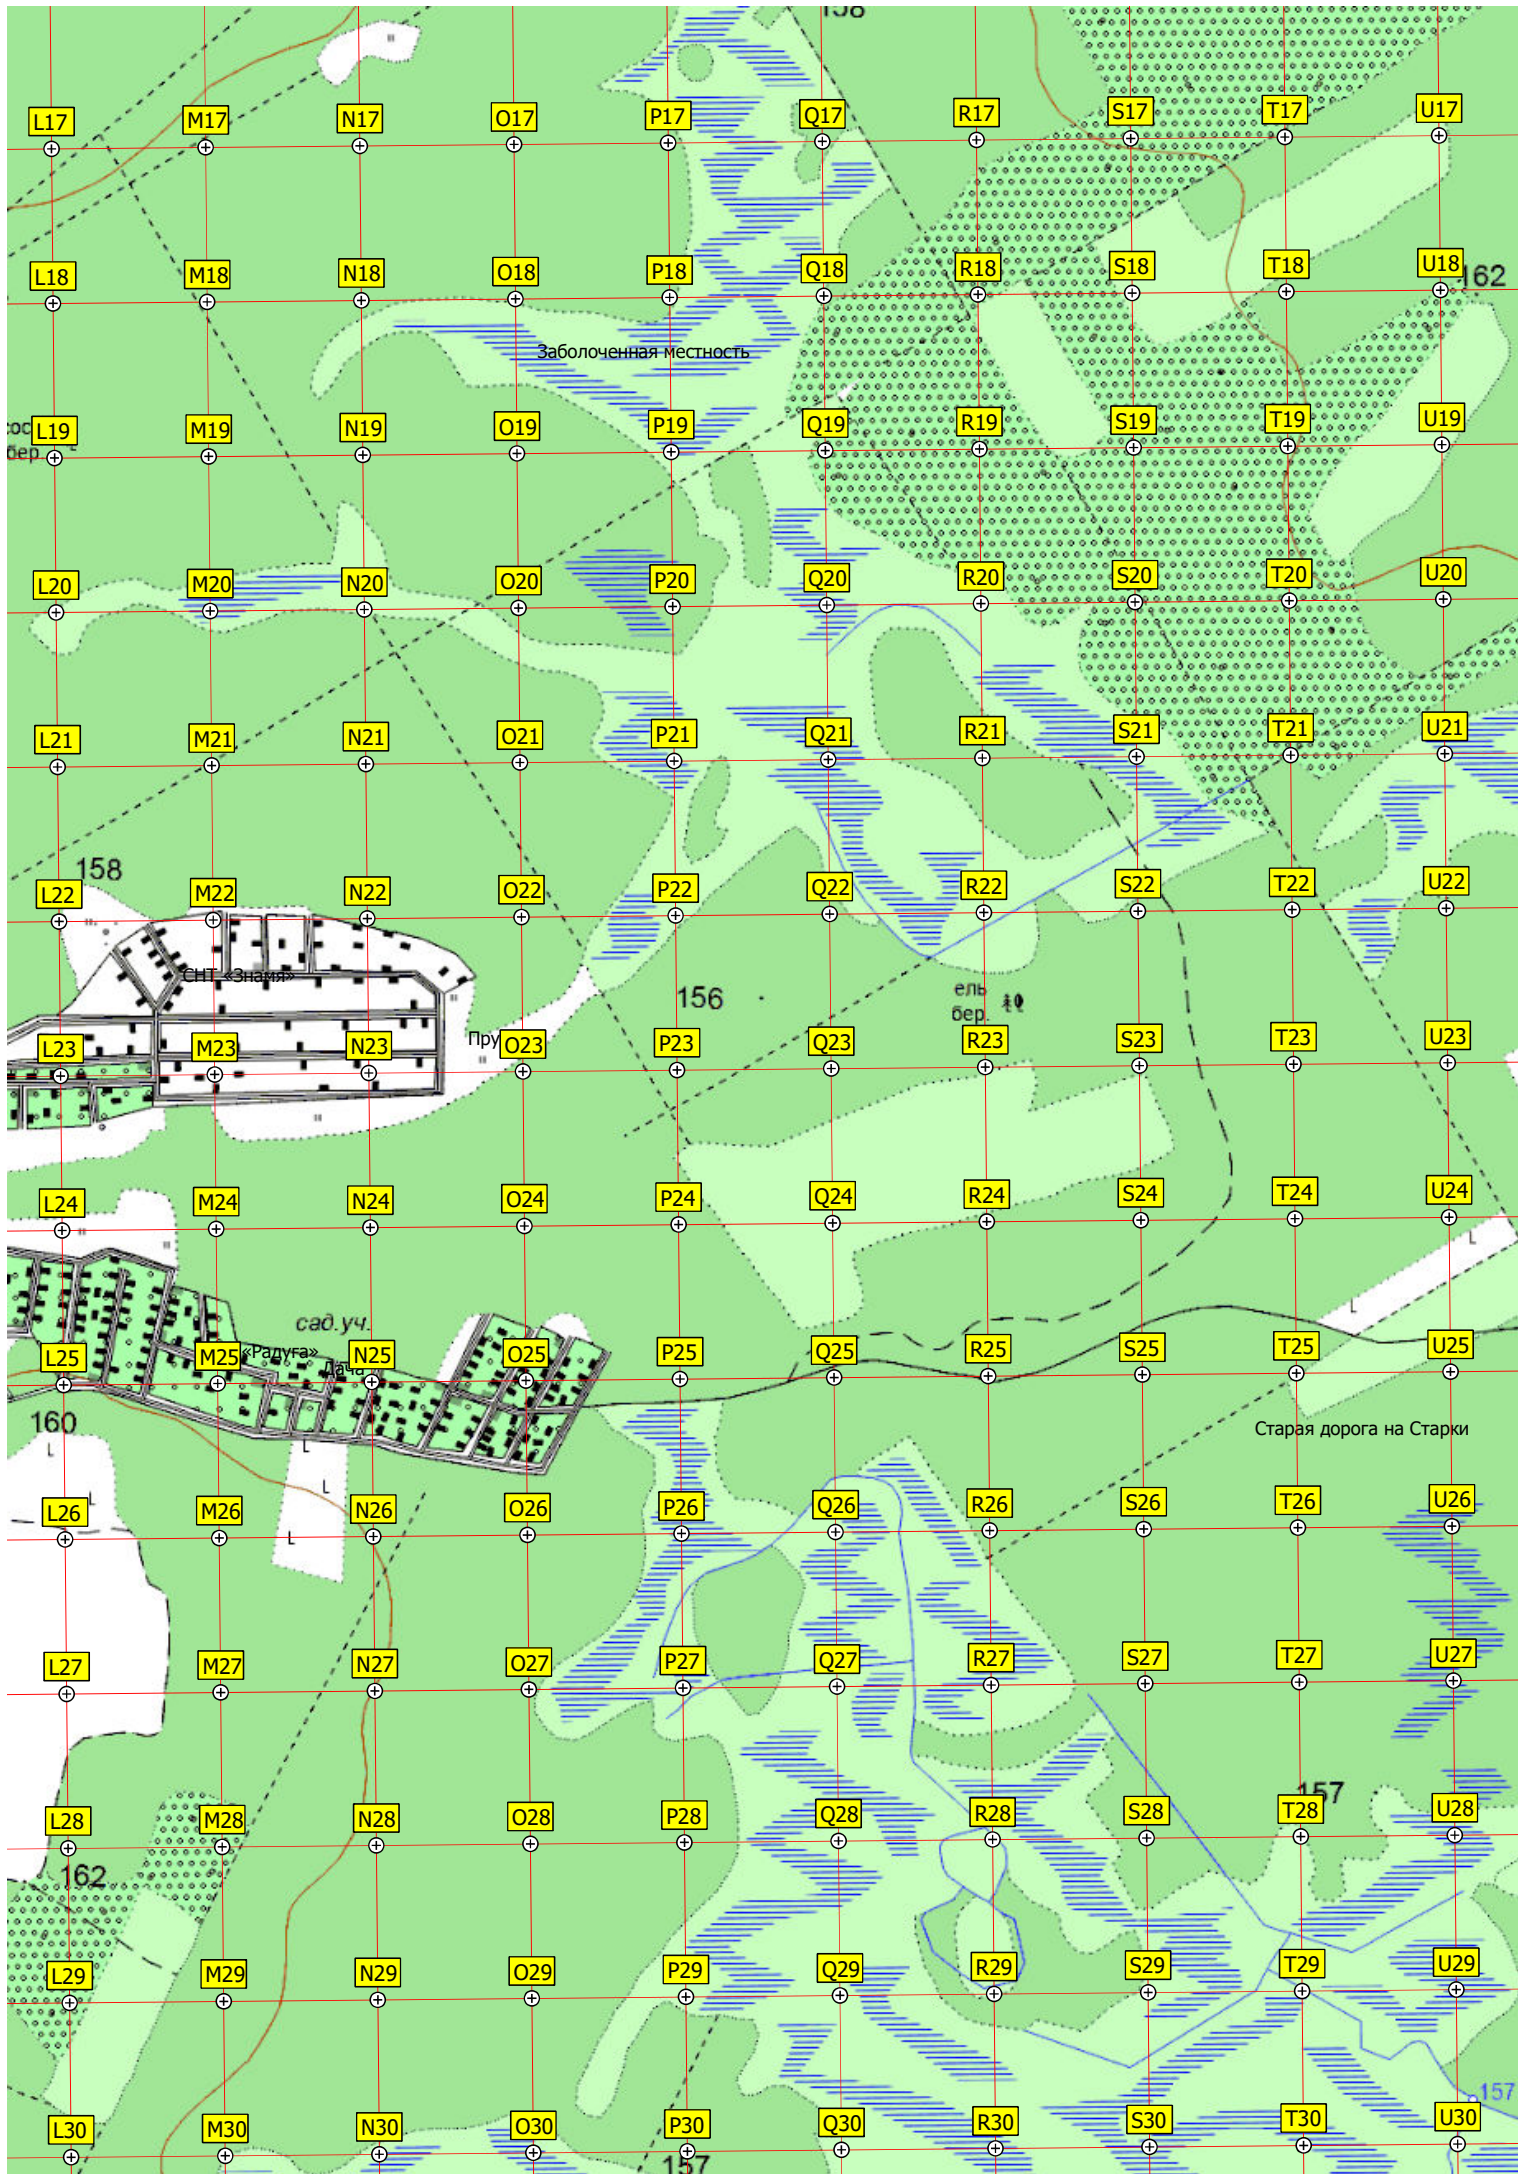 158
L17 M17 N17 O17 P17 Q17 R17 S17 T17 U17
L18 M18 N18 O18 P18 Q18 R18 S18 T18 U18 162
Заболоченная местность
сос
L19 M19 N19 O19 P19 Q19 R19 S19 T19 U19
бер.
L20 M20 N20 O20 P20 Q20 R20 S20 T20 U20
L21 M21 N21 O21 P21 Q21 R21 S21 T21 U21
158
L22 M22 N22 O22 P22 Q22 R22 S22 T22 U22
СНТ «Знамя»
156
ель
бер.
Пру
L23 M23 N23 O23 P23 Q23 R23 S23 T23 U23
L24 M24 N24 O24 P24 Q24 R24 S24 T24 U24
сад.уч.
«Радуга»
Дача
L25 M25 N25 O25 P25 Q25 R25 S25 T25 U25
160
Старая дорога на Старки
L26 M26 N26 O26 P26 Q26 R26 S26 T26 U26
L27 M27 N27 O27 P27 Q27 R27 S27 T27 U27
157
L28 M28 N28 O28 P28 Q28 R28 S28 T28 U28
162
L29 M29 N29 O29 P29 Q29 R29 S29 T29 U29
157
L30 M30 N30 O30 P30 Q30 R30 S30 T30 U30
157